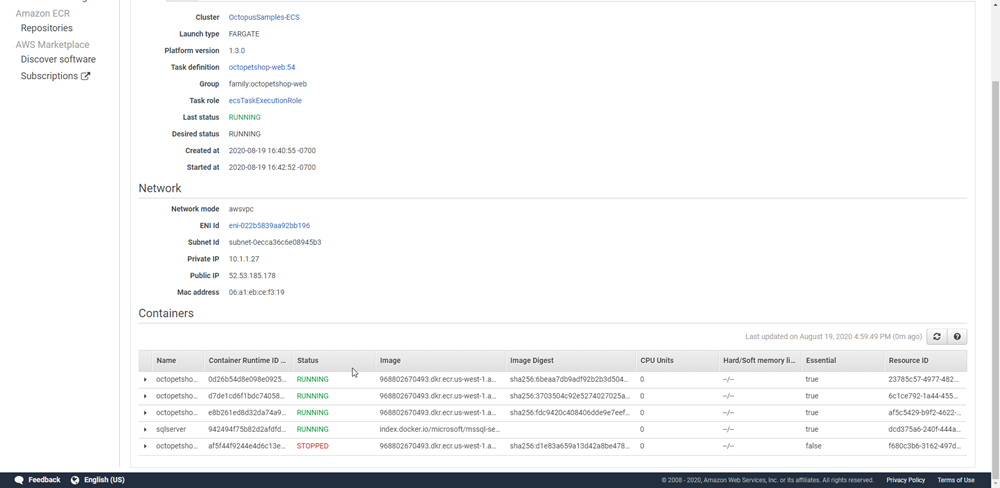 Amazon ECR
Repositories
AWS Marketplace
Discover software
Subscriptions
Cluster OctopusSamples-ECS
Launch type FARGATE
Platform version 1.3.0
Task definition octopetshop-web:54
Group family:octopetshop-web
Task role ecsTaskExecutionRole
Last status RUNNING
Desired status RUNNING
Created at 2020-08-19 16:40:55 -0700
Started at 2020-08-19 16:42:52 -0700
Network
Network mode awsvpc
ENI Id eni-022b5839aa92bb196
Subnet Id subnet-0ecca36c6e08945b3
Private IP 10.1.1.27
Public IP 52.53.185.178
Mac address 06:a1:eb:ce:f3:19
Containers
Last updated on August 19, 2020 4:59:49 PM (0m ago)
Name Container Runtime ID ... Status Image Image Digest CPU Units Hard/Soft memory li... Essential Resource ID
octopetsho... 0d26b54d8e098e0925... RUNNING 968802670493.dkr.ecr.us-west-1.a... sha256:6beaa7db9adf92b2b3d504... 0 --/-- true 23785c57-4977-482...
octopetsho... d7de1cd6f1bdc74058... RUNNING 968802670493.dkr.ecr.us-west-1.a... sha256:3703504c92e5274027025a... 0 --/-- true 6c1ce792-1a44-455...
octopetsho... e8b261ed8d32da74a9... RUNNING 968802670493.dkr.ecr.us-west-1.a... sha256:fdc9420c408406dde9e7eef... 0 --/-- true af5c5429-b9f2-4622-...
sqlserver 942494f75b82d2afdfd... RUNNING index.docker.io/microsoft/mssql-se... 0 --/-- true dcd375a6-240f-444a...
octopetsho... af5f44f9244e4d6c13e... STOPPED 968802670493.dkr.ecr.us-west-1.a... sha256:d1e83a659a13d42a8be478... 0 --/-- false f680c3b6-3162-497d...
Feedback English (US) © 2008 - 2020, Amazon Web Services, Inc. or its affiliates. All rights reserved. Privacy Policy Terms of Use